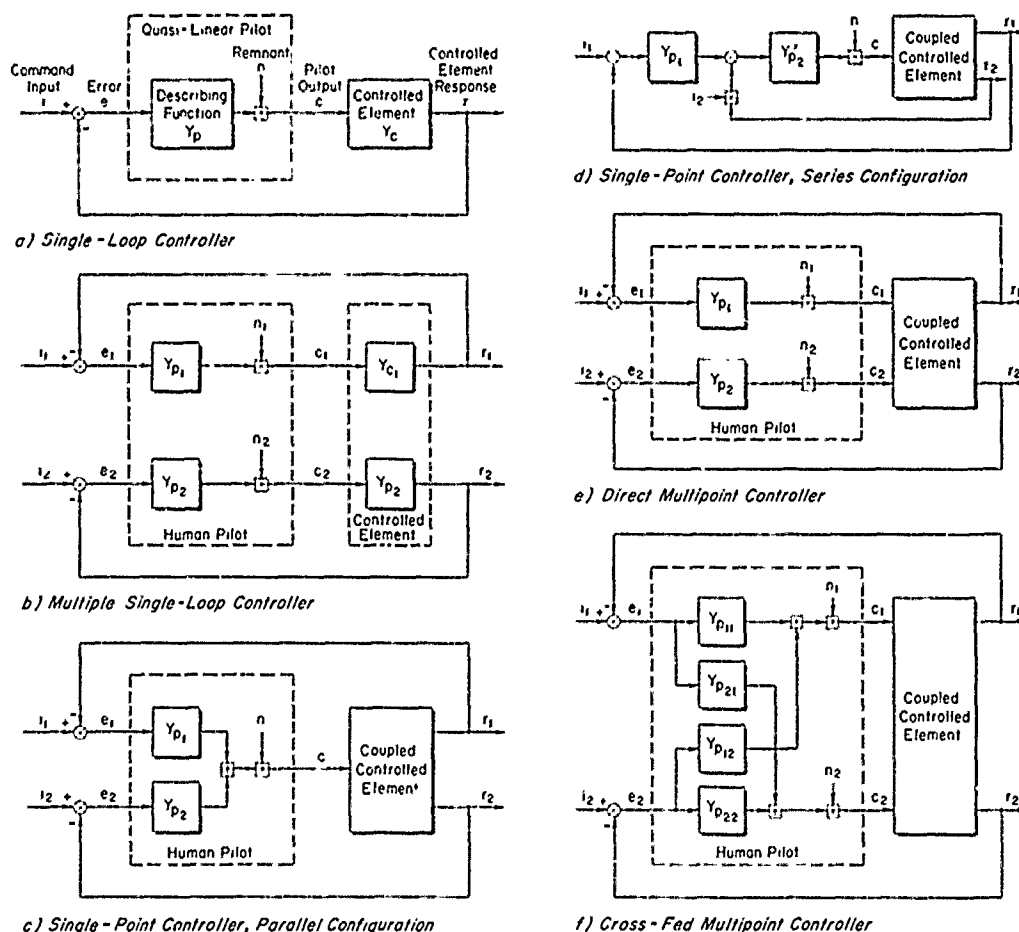 Quasi-Linear Pilot
Remnant
n
Command
Input
i
Error
e
Describing
Function
Yp
Pilot
Output
c
Controlled
Element
Yc
Controlled
Element
Response
r
+
-
a) Single-Loop Controller
i1 + -
e1
Yp1
n1
c1
Yc1
r1
i2 +
-
e2
Yp2
n2
c2
Yp2
r2
Human Pilot
Controlled
Element
b) Multiple Single-Loop Controller
i1 + -
e1
Yp1
n
c
Coupled
Controlled
Element
r1
i2 +
-
e2
Yp2
r2
Human Pilot
c) Single-Point Controller, Parallel Configuration
i1
Yp1
Yp2
n
c
Coupled
Controlled
Element
r1
r2
i2
d) Single-Point Controller, Series Configuration
i1 + -
e1
Yp1
n1
c1
Coupled
Controlled
Element
r1
i2 +
-
e2
Yp2
n2
c2
r2
Human Pilot
e) Direct Multipoint Controller
i1 + -
e1
Yp11
n1
c1
r1
Yp21
Yp12
Coupled
Controlled
Element
i2 +
-
e2
Yp22
n2
c2
r2
Human Pilot
f) Cross-Fed Multipoint Controller